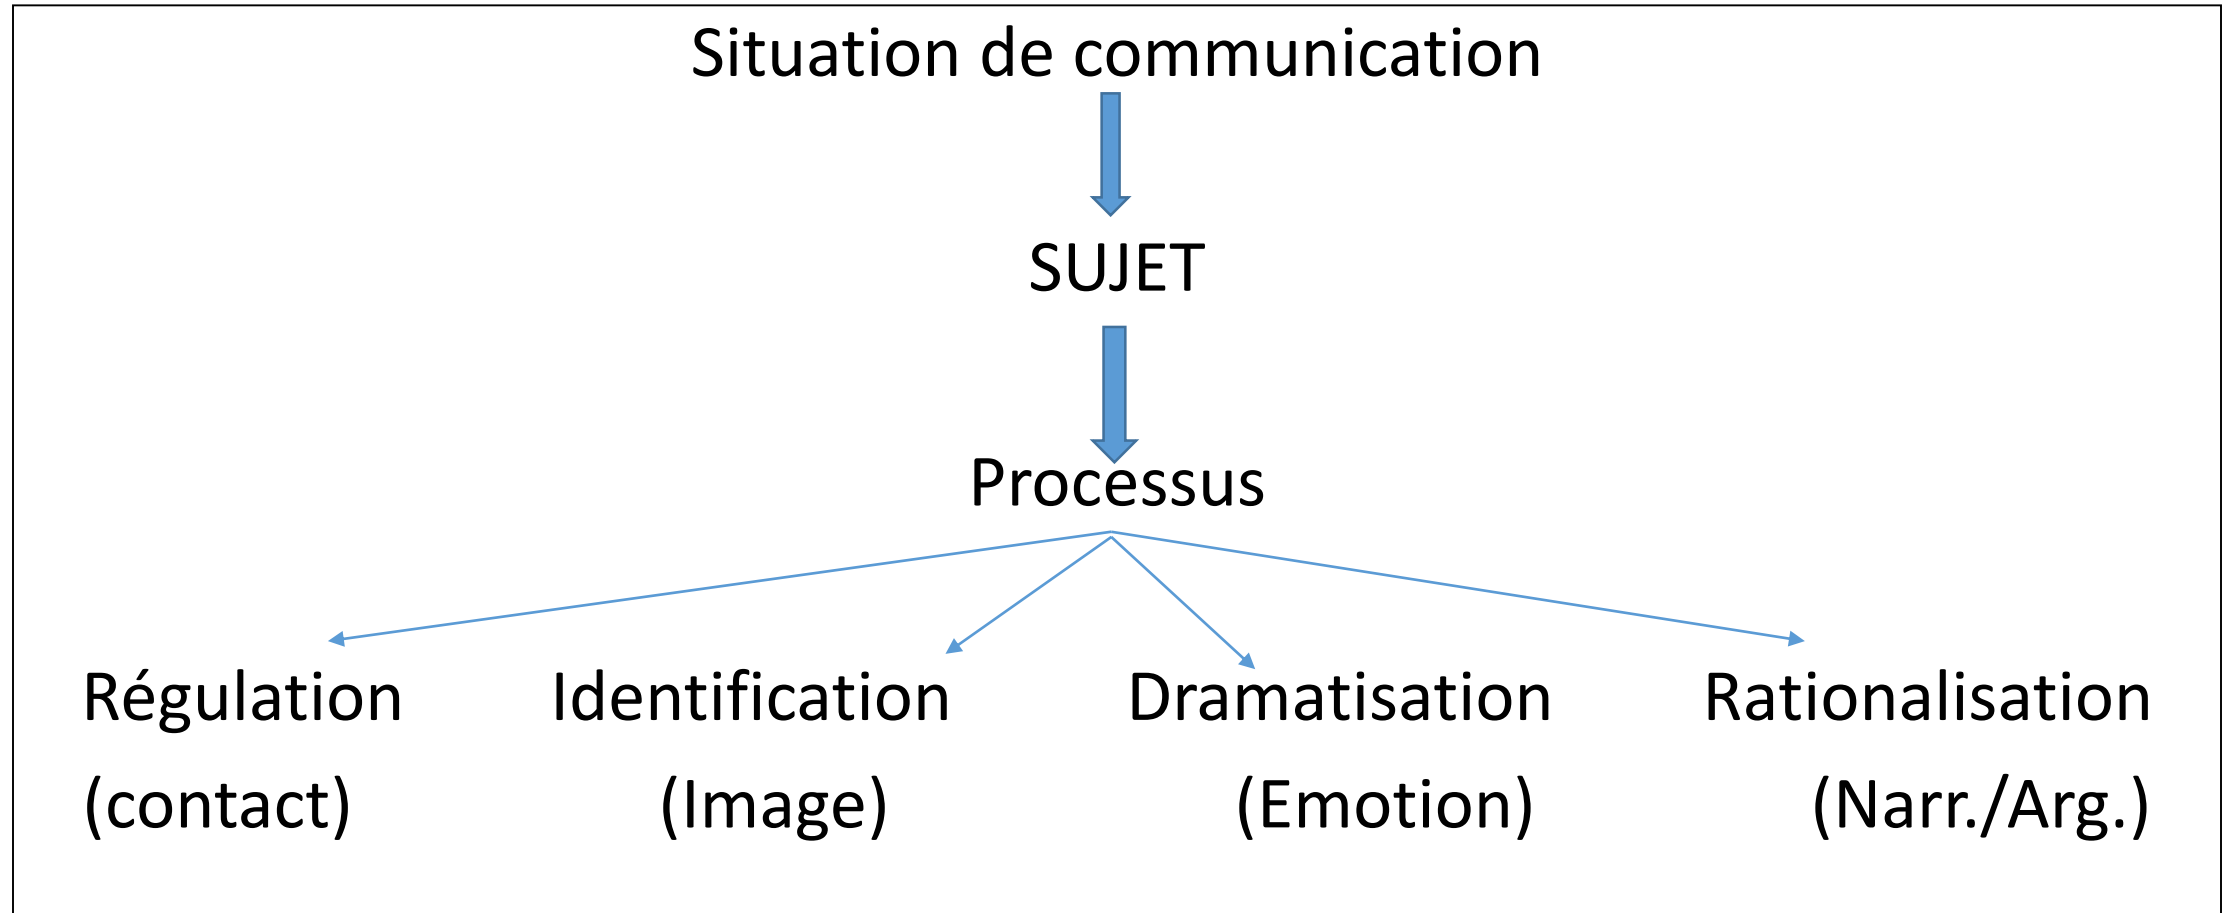 Situation de communication
SUJET
Processus
Régulation Identification Dramatisation Rationalisation
(contact) (Image) (Emotion) (Narr./Arg.)